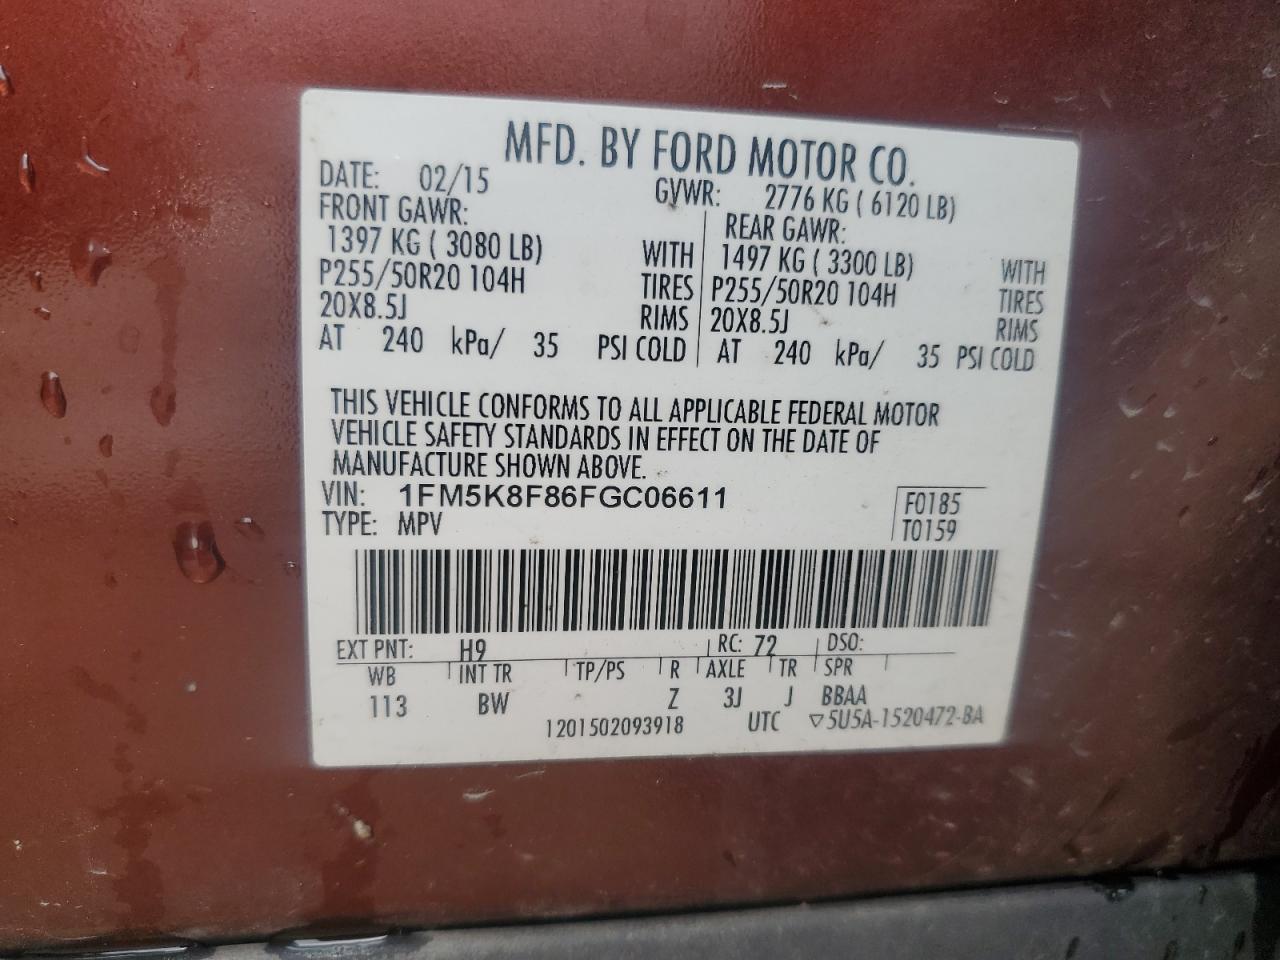 MFD. BY FORD MOTOR CO.
DATE: 02/15 GVWR: 2776 KG ( 6120 LB)
FRONT GAWR: REAR GAWR:
1397 KG ( 3080 LB) WITH 1497 KG ( 3300 LB) WITH
P255/50R20 104H TIRES P255/50R20 104H TIRES
20X8.5J RIMS 20X8.5J RIMS
AT 240 kPa/ 35 PSI COLD AT 240 kPa/ 35 PSI COLD
THIS VEHICLE CONFORMS TO ALL APPLICABLE FEDERAL MOTOR
VEHICLE SAFETY STANDARDS IN EFFECT ON THE DATE OF
MANUFACTURE SHOWN ABOVE.
VIN: 1FM5K8F86FGC06611 F0185
TYPE: MPV T0159
EXT PNT: H9 RC: 72 DSO:
WB INT TR TP/PS R AXLE TR SPR
113 BW Z 3J J BBAA
1201502093918 UTC ▽5U5A-1520472-BA